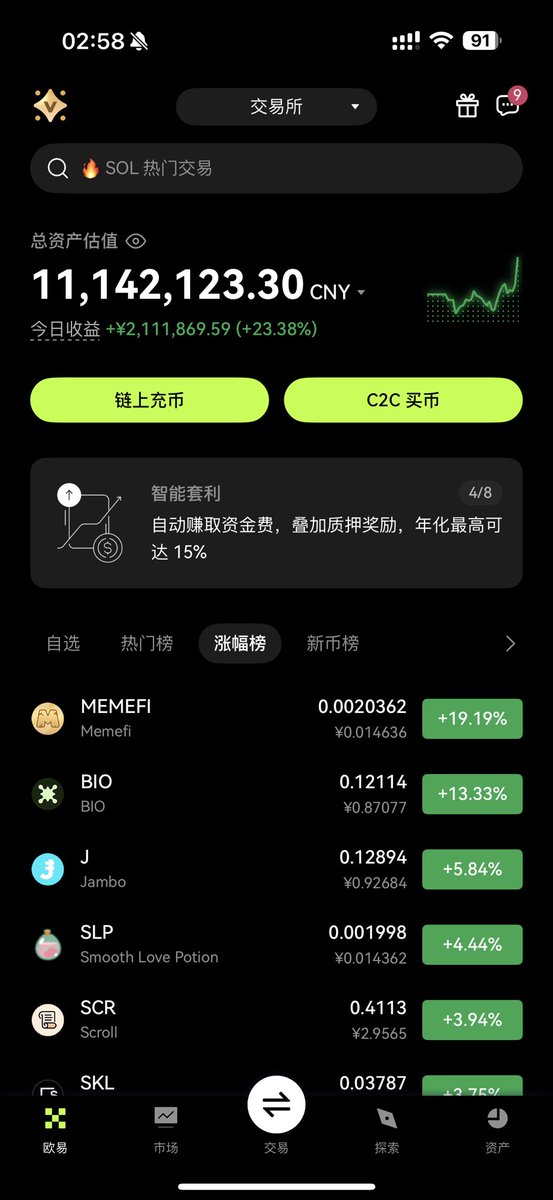 02:58
91
V
交易所
9
SOL 热门交易
总资产估值
11,142,123.30 CNY
今日收益 +¥2,111,869.59 (+23.38%)
链上充币
C2C 买币
智能套利
4/8
自动赚取资金费，叠加质押奖励，年化最高可
达 15%
自选 热门榜 涨幅榜 新币榜
MEMEFI 0.0020362 +19.19%
Memefi ¥0.014636
BIO 0.12114 +13.33%
BIO ¥0.87077
J 0.12894 +5.84%
Jambo ¥0.92684
SLP 0.001998 +4.44%
Smooth Love Potion ¥0.014362
SCR 0.4113 +3.94%
Scroll ¥2.9565
SKL 0.03787 +3.75%
欧易 市场 交易 探索 资产